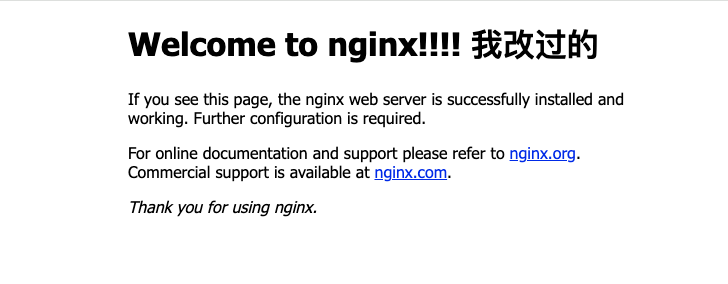 Welcome to nginx!!!! 我改过的
If you see this page, the nginx web server is successfully installed and
working. Further configuration is required.
For online documentation and support please refer to nginx.org.
Commercial support is available at nginx.com.
Thank you for using nginx.